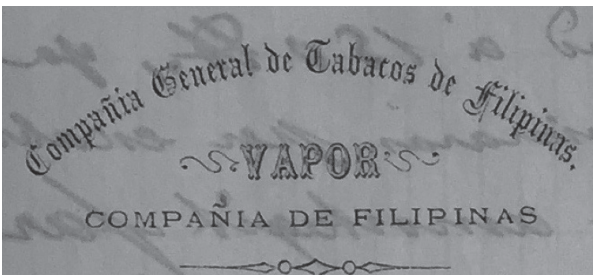 Compañia General de Tabacos de Filipinas.
VAPOR
COMPAÑIA DE FILIPINAS